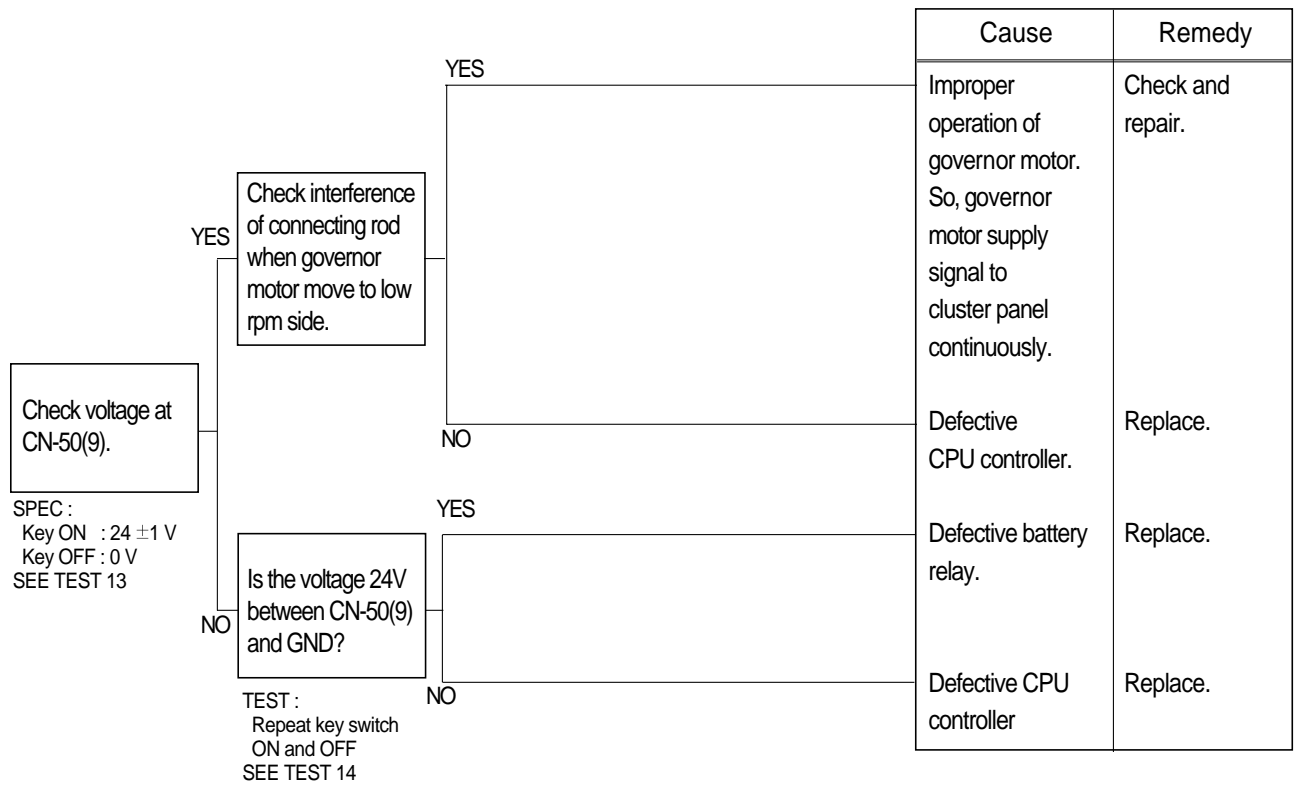 Cause
Remedy
YES
Improper
operation of
governor motor.
So, governor
motor supply
signal to
cluster panel
continuously.
Check and
repair.
YES
Check interference
of connecting rod
when governor
motor move to low
rpm side.
Check voltage at
CN-50(9).
SPEC :
Key ON : 24 ±1 V
Key OFF : 0 V
SEE TEST 13
NO
Defective
CPU controller.
Replace.
YES
Defective battery
relay.
Replace.
NO
Is the voltage 24V
between CN-50(9)
and GND?
TEST :
Repeat key switch
ON and OFF
SEE TEST 14
NO
Defective CPU
controller
Replace.